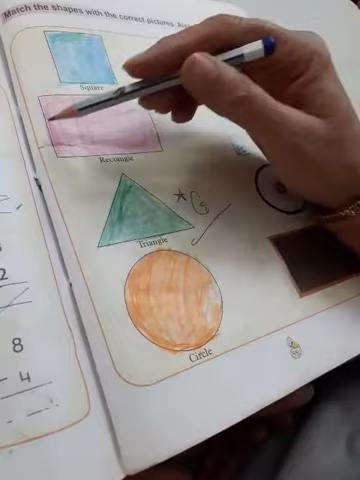 Match the shapes with the correct pictures.
Square
Rectangle
Triangle
Circle
2
8
- 4